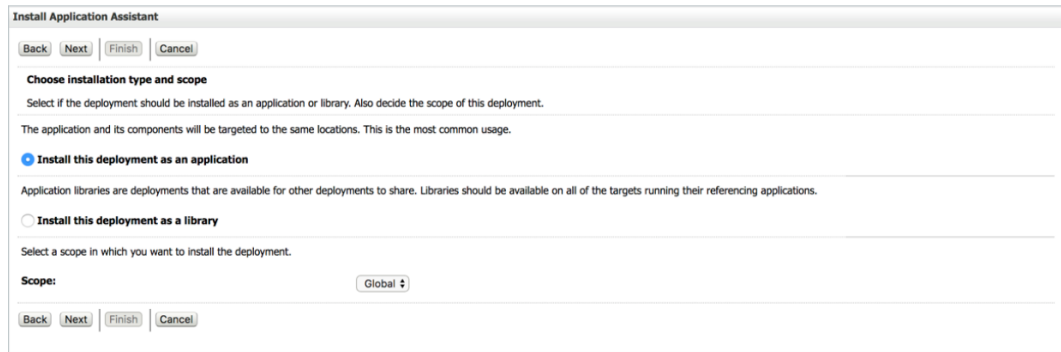 Install Application Assistant
Back Next Finish Cancel
Choose installation type and scope
Select if the deployment should be installed as an application or library. Also decide the scope of this deployment.
The application and its components will be targeted to the same locations. This is the most common usage.
Install this deployment as an application
Application libraries are deployments that are available for other deployments to share. Libraries should be available on all of the targets running their referencing applications.
Install this deployment as a library
Select a scope in which you want to install the deployment.
Scope: Global
Back Next Finish Cancel